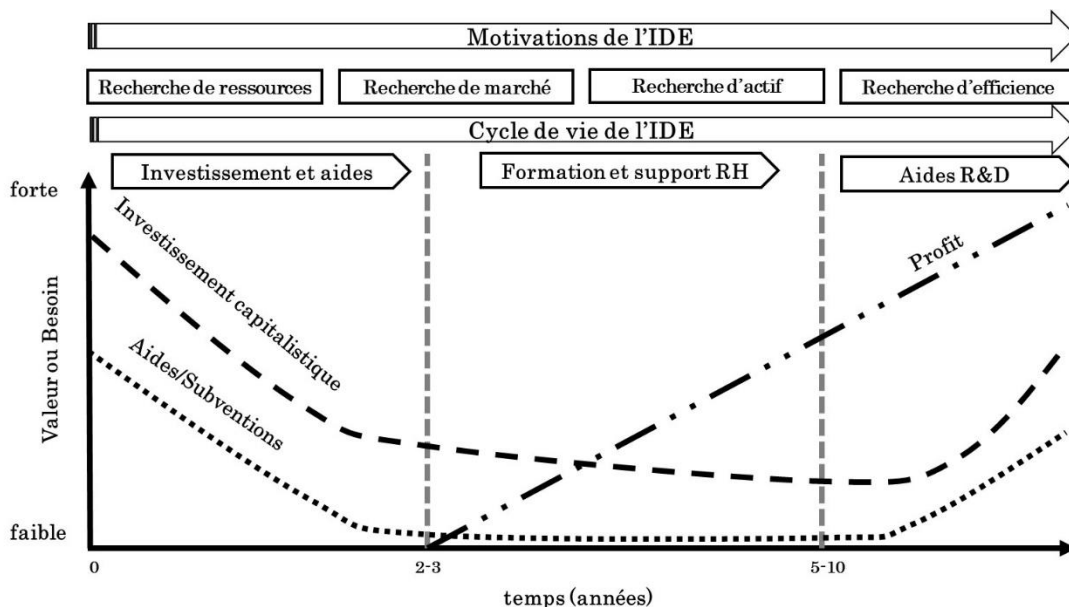 Motivations de l'IDE
Recherche de ressources
Recherche de marché
Recherche d'actif
Recherche d'efficience
Cycle de vie de l'IDE
Investissement et aides
Formation et support RH
Aides R&D
forte
Investissement capitalistique
Profit
Valeur ou Besoin
Aides/Subventions
faible
0
2-3
5-10
temps (années)